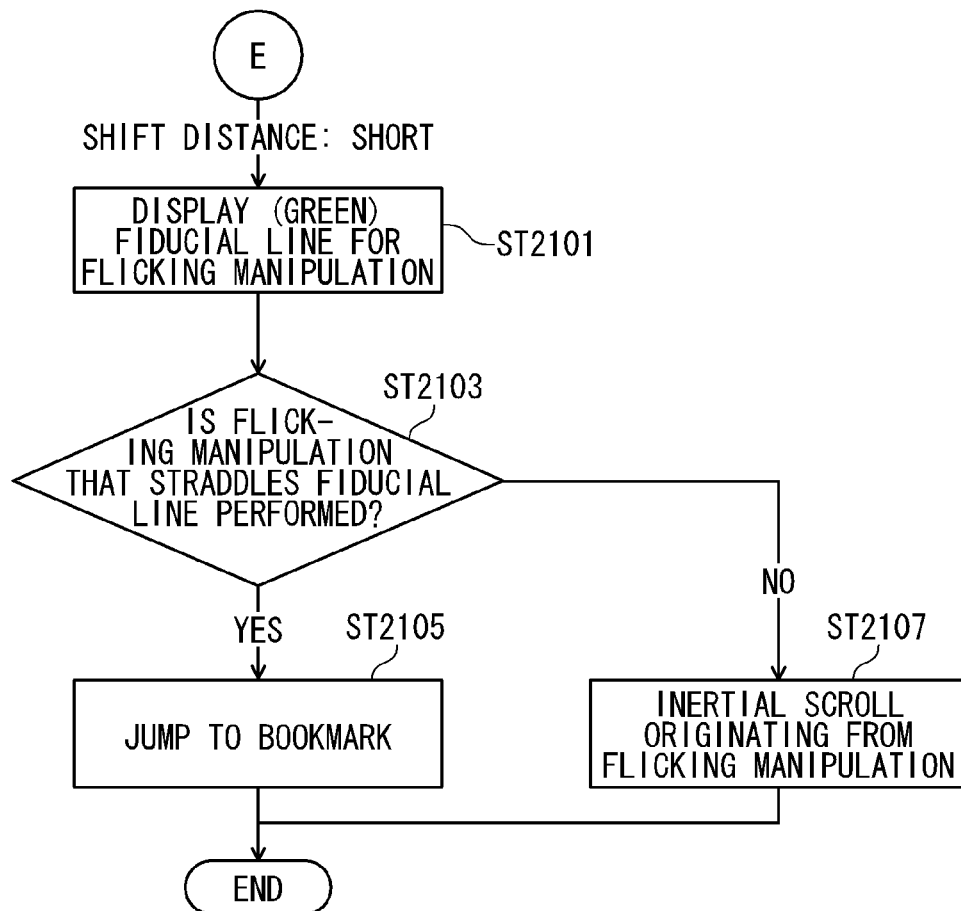 E
SHIFT DISTANCE: SHORT
DISPLAY (GREEN)
FIDUCIAL LINE FOR
FLICKING MANIPULATION
ST2101
ST2103
IS FLICK-
ING MANIPULATION
THAT STRADDLES FIDUCIAL
LINE PERFORMED?
YES
NO
ST2105
JUMP TO BOOKMARK
ST2107
INERTIAL SCROLL
ORIGINATING FROM
FLICKING MANIPULATION
END